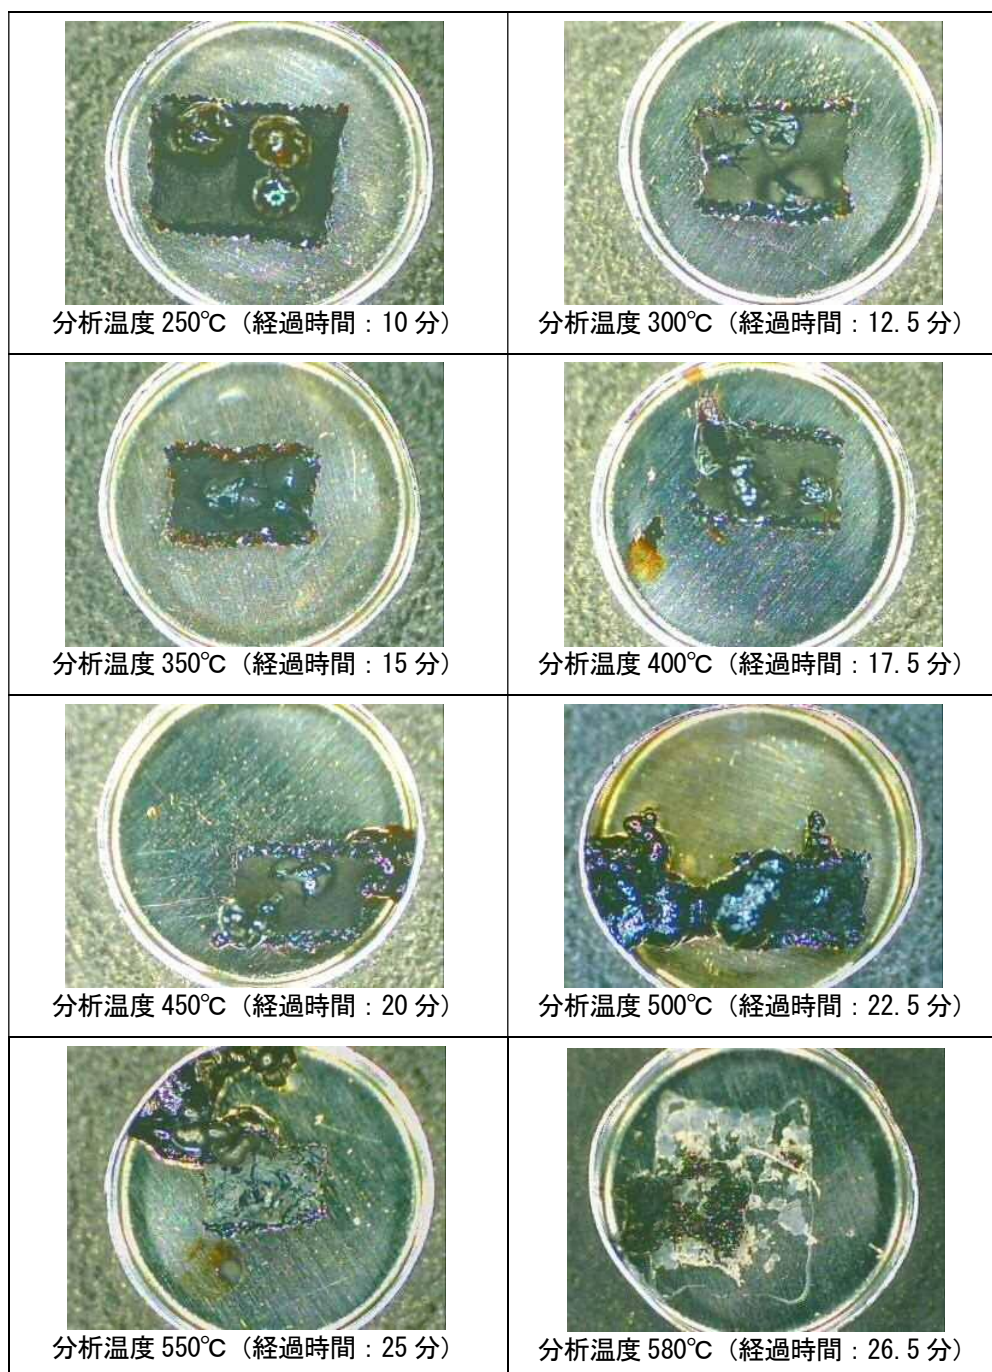 分析温度 250℃（経過時間：10 分）
分析温度 300℃（経過時間：12.5 分）
分析温度 350℃（経過時間：15 分）
分析温度 400℃（経過時間：17.5 分）
分析温度 450℃（経過時間：20 分）
分析温度 500℃（経過時間：22.5 分）
分析温度 550℃（経過時間：25 分）
分析温度 580℃（経過時間：26.5 分）